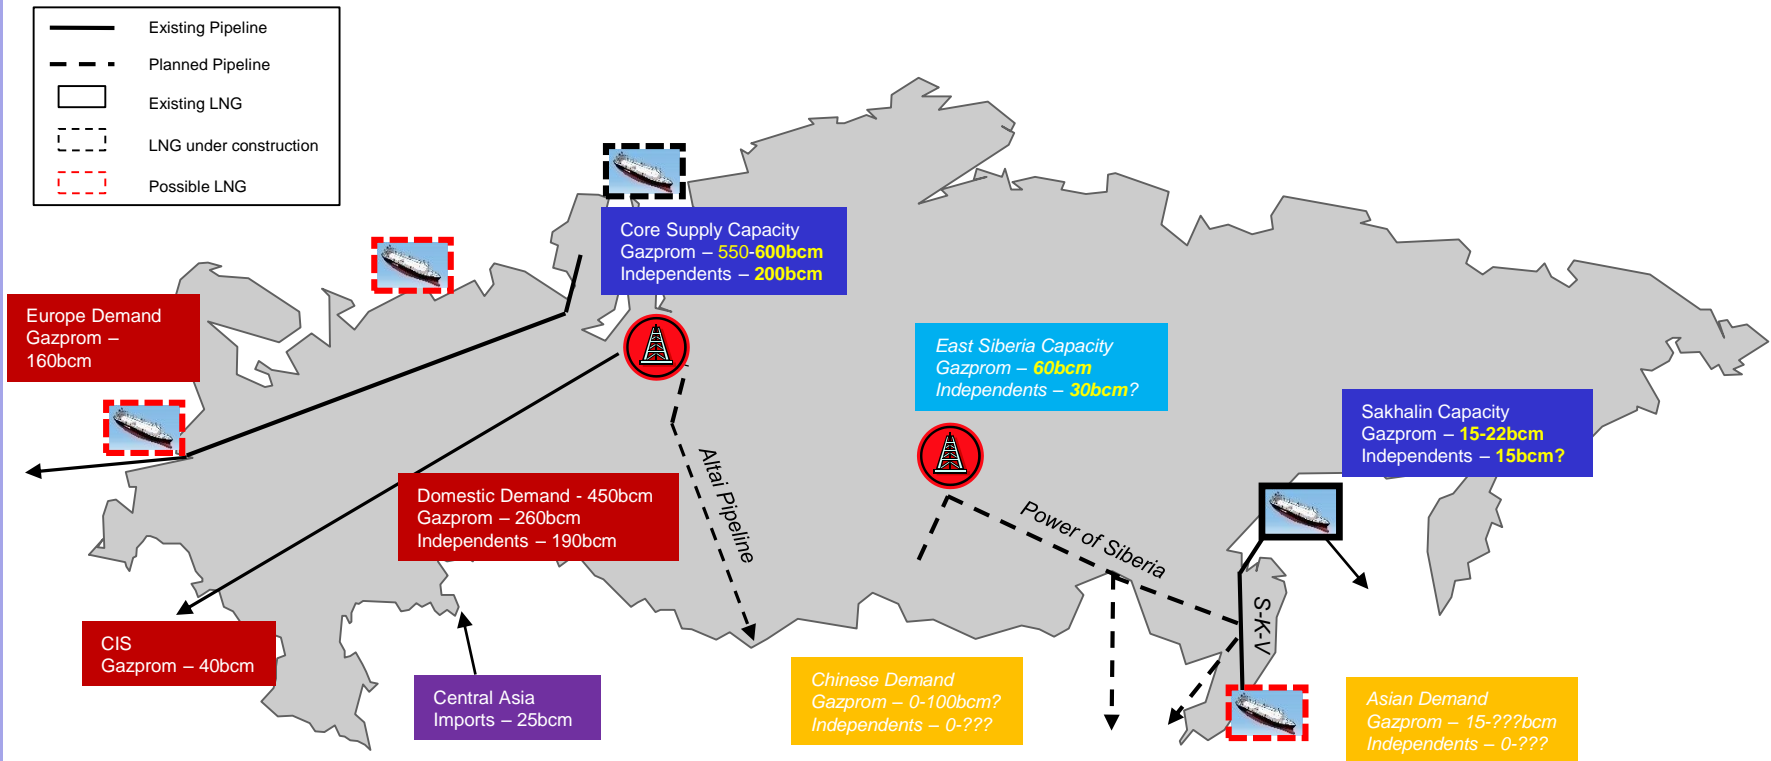 Existing Pipeline
Planned Pipeline
Existing LNG
LNG under construction
Possible LNG
Core Supply Capacity
Gazprom – 550-600bcm
Independents – 200bcm
Europe Demand
Gazprom –
160bcm
East Siberia Capacity
Gazprom – 60bcm
Independents – 30bcm?
Sakhalin Capacity
Gazprom – 15-22bcm
Independents – 15bcm?
Domestic Demand - 450bcm
Gazprom – 260bcm
Independents – 190bcm
Altai Pipeline
Power of Siberia
S-K-V
CIS
Gazprom – 40bcm
Central Asia
Imports – 25bcm
Chinese Demand
Gazprom – 0-100bcm?
Independents – 0-???
Asian Demand
Gazprom – 15-???bcm
Independents – 0-???